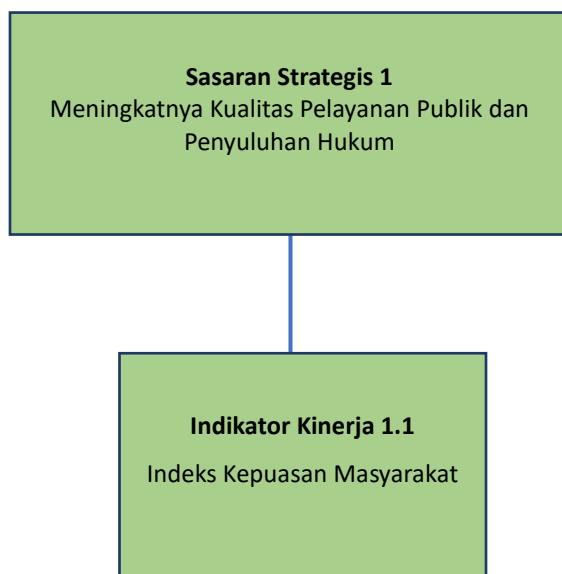 Sasaran Strategis 1
Meningkatnya Kualitas Pelayanan Publik dan
Penyuluhan Hukum
Indikator Kinerja 1.1
Indeks Kepuasan Masyarakat